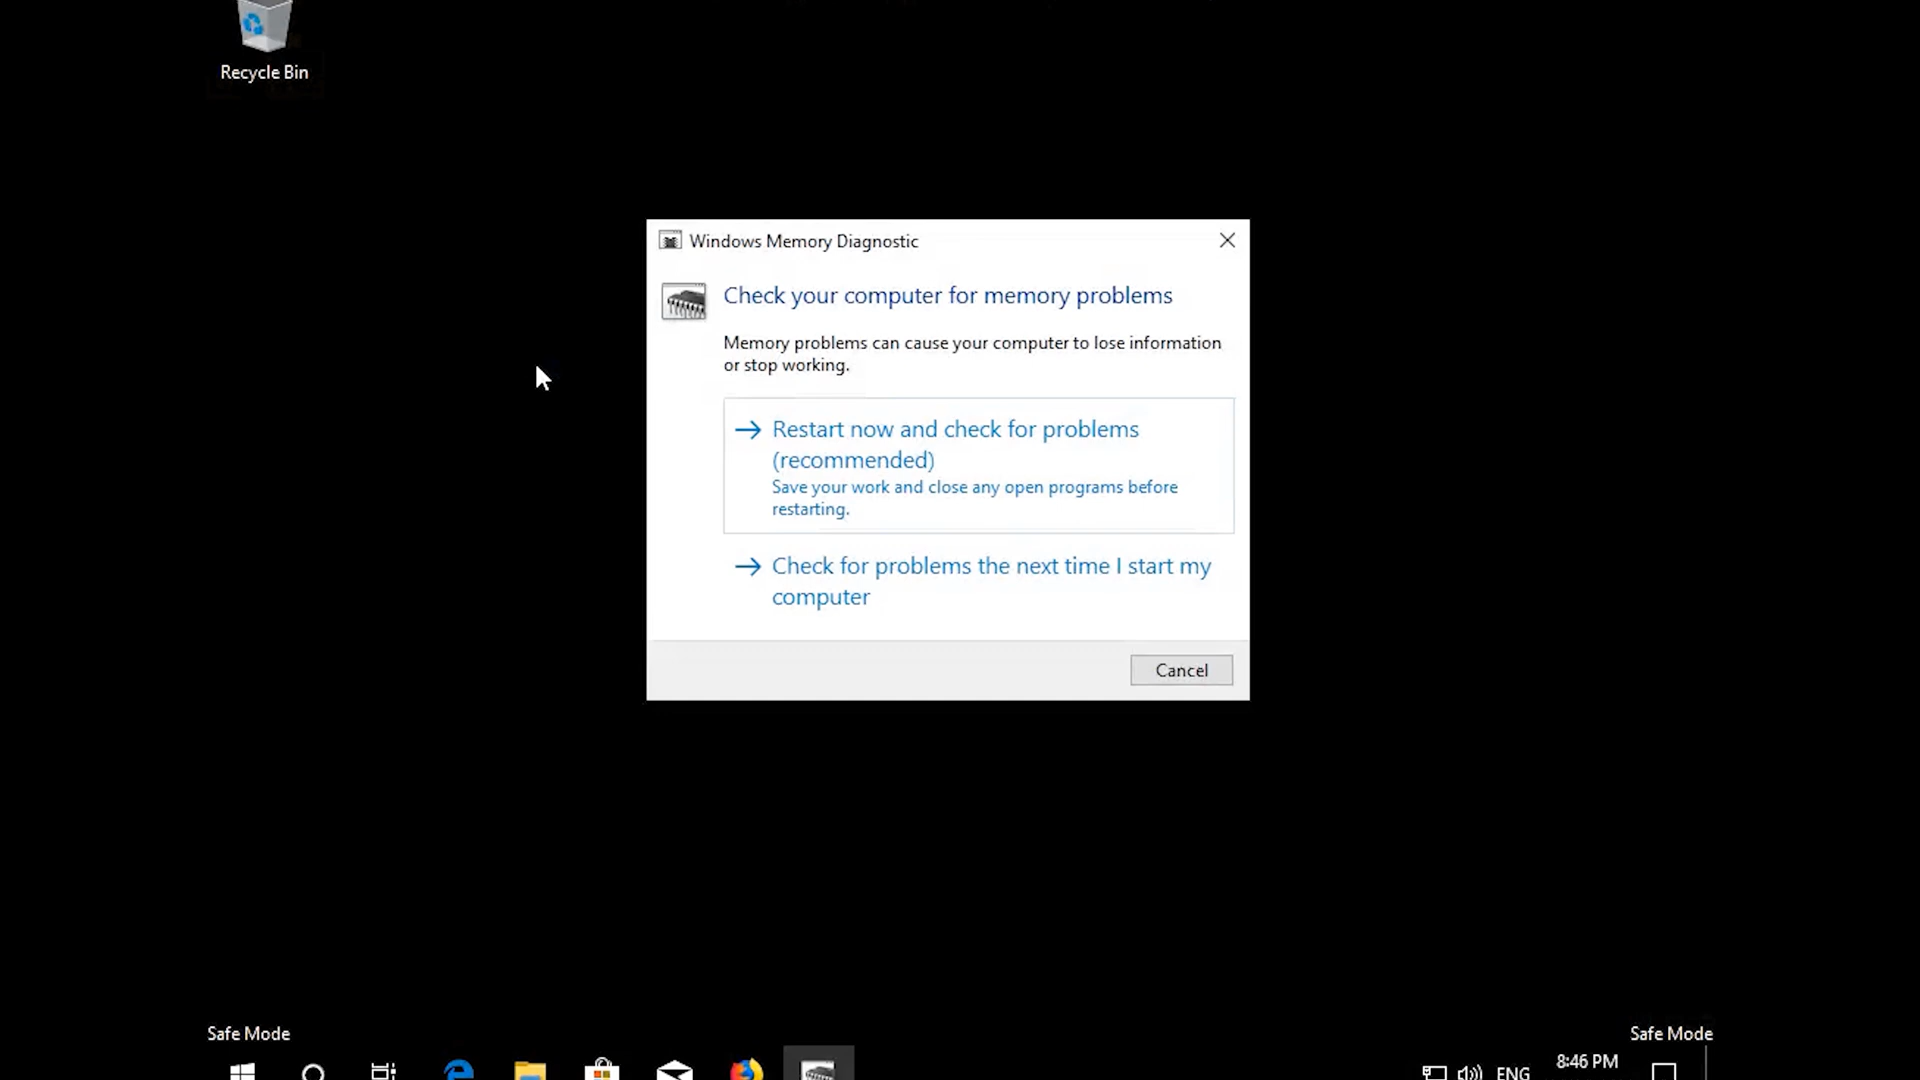 Recycle Bin
Windows Memory Diagnostic
Check your computer for memory problems
Memory problems can cause your computer to lose information
or stop working.
Restart now and check for problems
(recommended)
Save your work and close any open programs before
restarting.
Check for problems the next time I start my
computer
Cancel
Safe Mode
Safe Mode
8:46 PM
ENG